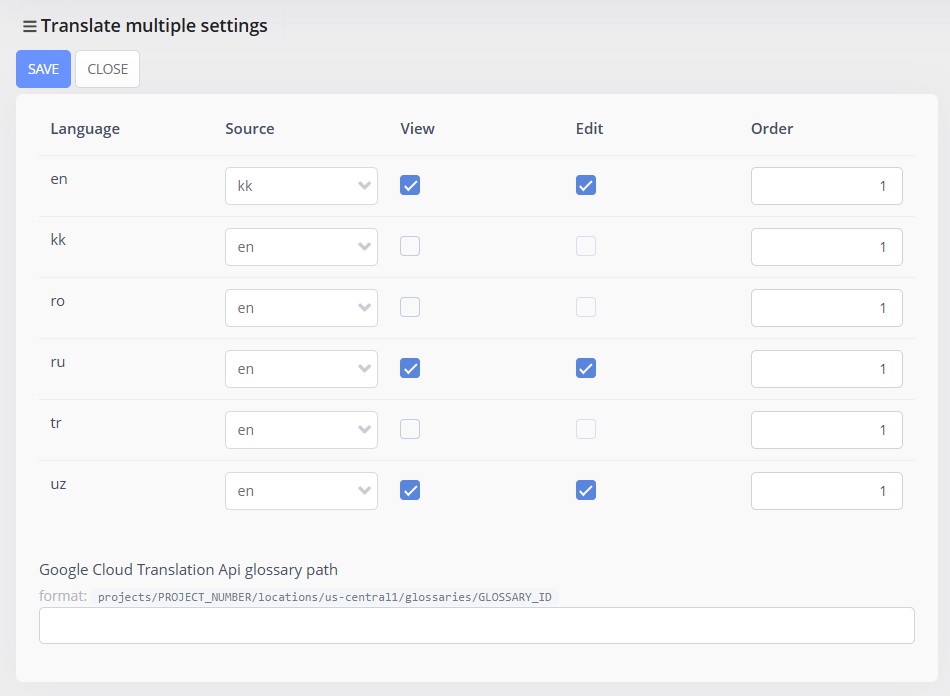 Translate multiple settings
SAVE CLOSE
Language Source View Edit Order
en kk 1
kk en 1
ro en 1
ru en 1
tr en 1
uz en 1
Google Cloud Translation Api glossary path
format: projects/PROJECT_NUMBER/locations/us-central1/glossaries/GLOSSARY_ID